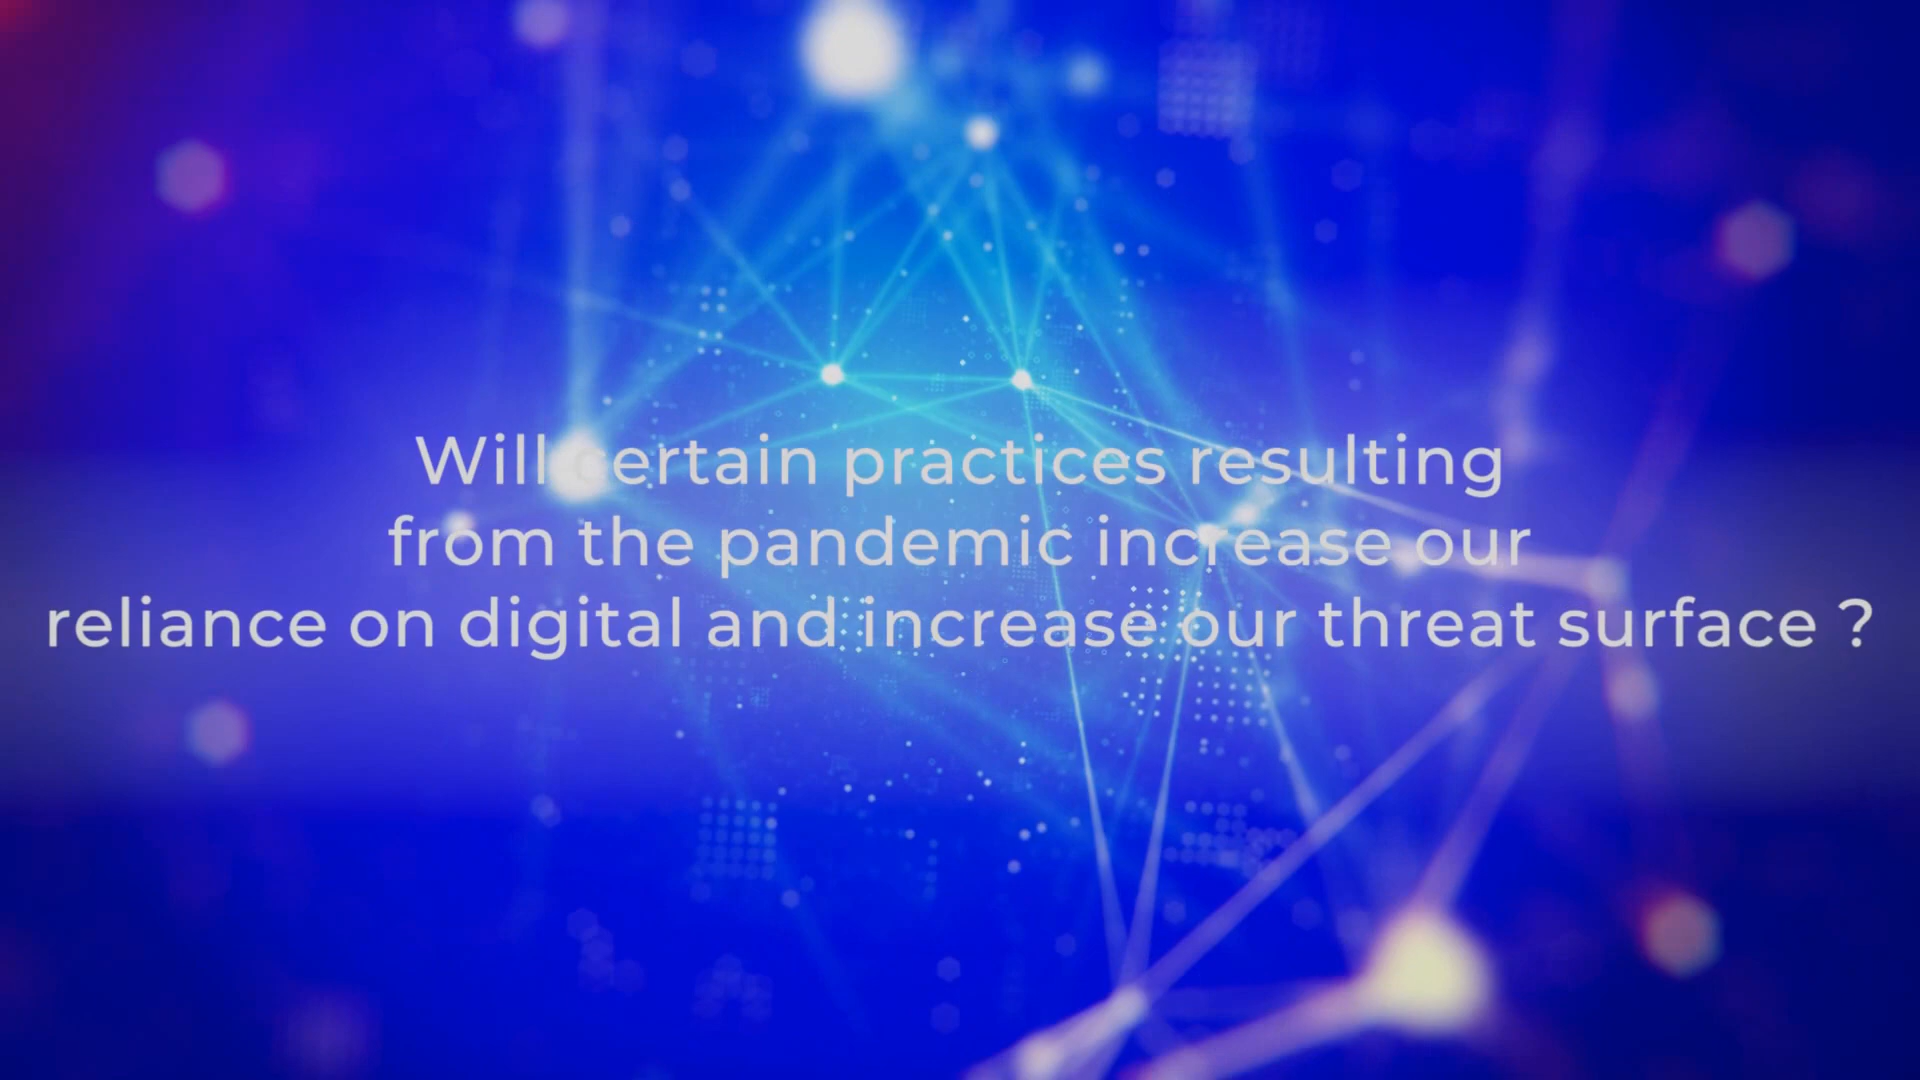 Will certain practices resulting
from the pandemic increase our
reliance on digital and increase our threat surface ?